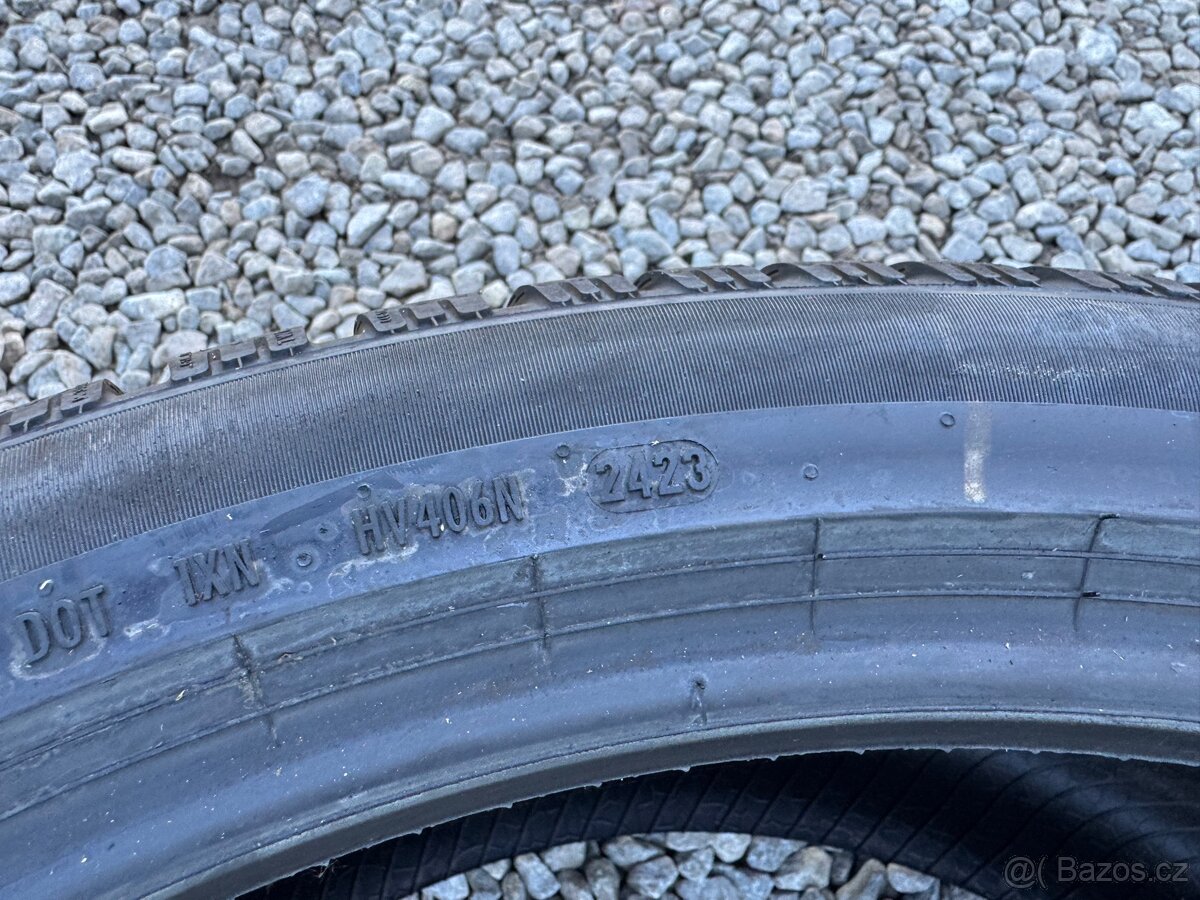 DOT 1XN HV406N 2423
@( Bazos.cz